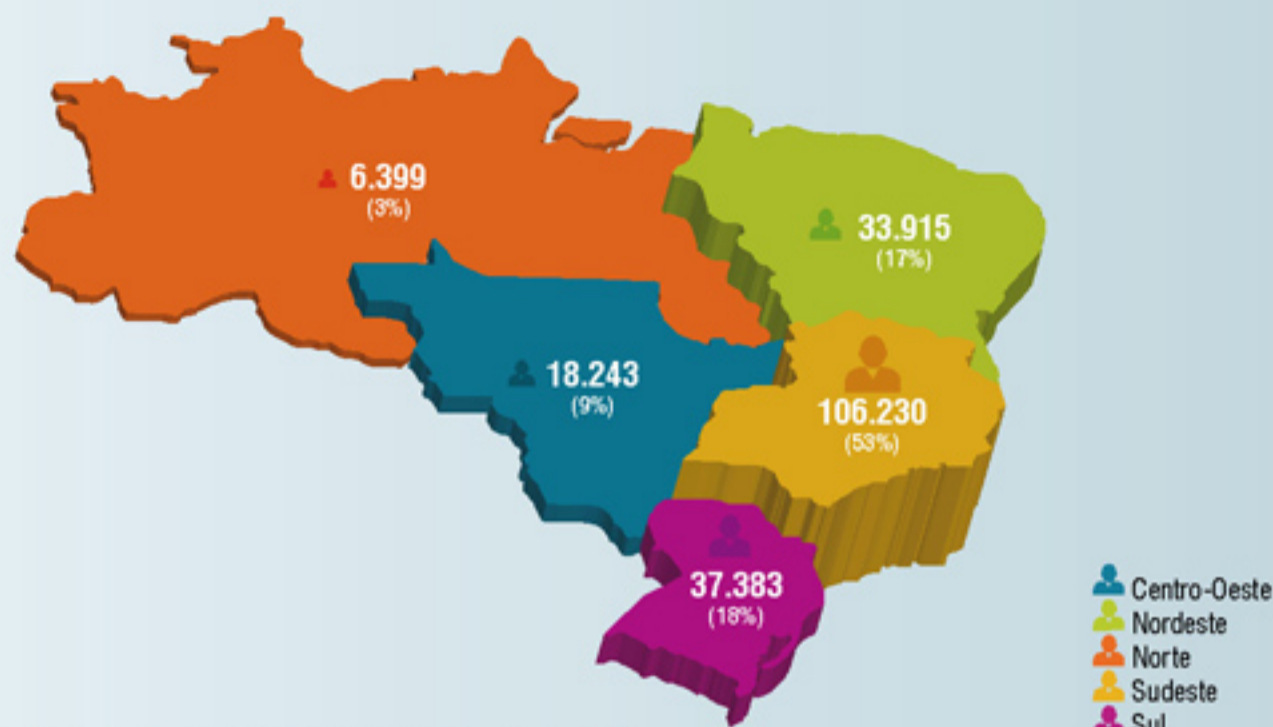 6.399
(3%)
33.915
(17%)
18.243
(9%)
106.230
(53%)
37.383
(18%)
Centro-Oeste
Nordeste
Norte
Sudeste
Sul